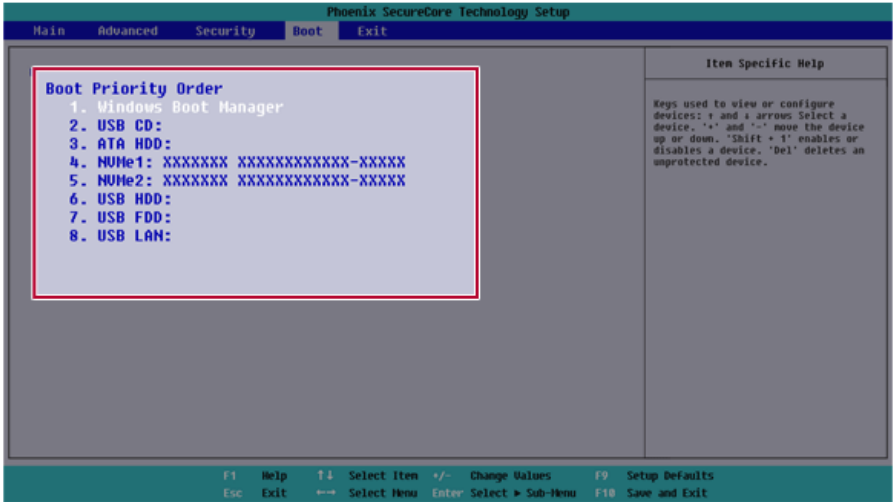 Phoenix SecureCore Technology Setup
Main Advanced Security Boot Exit
Item Specific Help
Boot Priority Order
1. Windows Boot Manager
2. USB CD:
3. ATA HDD:
4. NVMe1: XXXXXXX XXXXXXXXXXXX-XXXXX
5. NVMe2: XXXXXXX XXXXXXXXXXXX-XXXXX
6. USB HDD:
7. USB FDD:
8. USB LAN:
Keys used to view or configure
devices: ↑ and ↓ arrows Select a
device. '+' and '-' move the device
up or down. 'Shift + 1' enables or
disables a device. 'Del' deletes an
unprotected device.
F1 Help ↑↓ Select Item +/- Change Values F9 Setup Defaults
Esc Exit ←→ Select Menu Enter Select ► Sub-Menu F10 Save and Exit